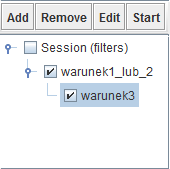 Add Remove Edit Start
Session (filters)
warunek1_lub_2
warunek3